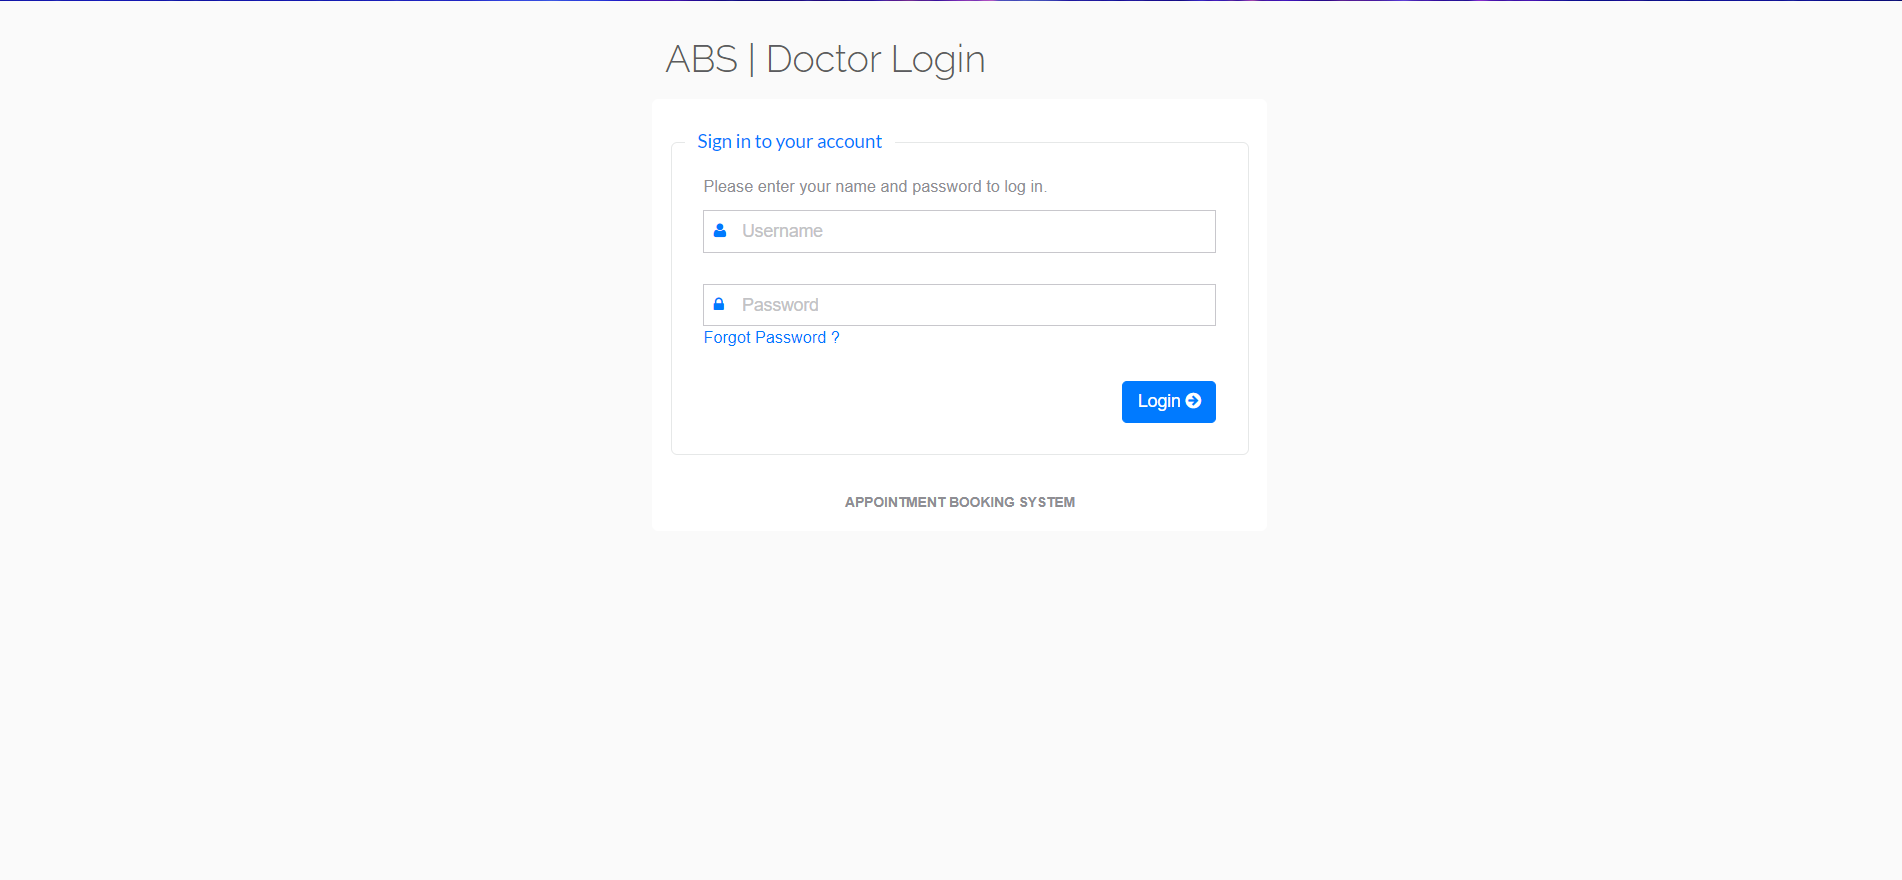 ABS | Doctor Login
Sign in to your account
Please enter your name and password to log in.
Username
Password
Forgot Password ?
Login
APPOINTMENT BOOKING SYSTEM